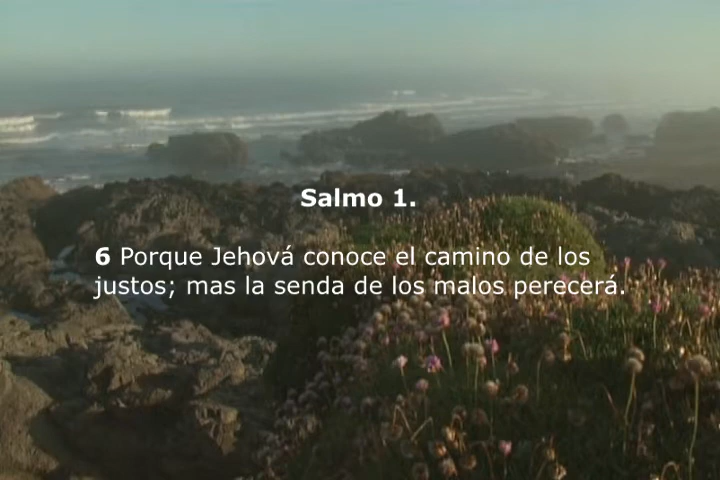 Salmo 1.
6 Porque Jehová conoce el camino de los
justos; mas la senda de los malos perecerá.